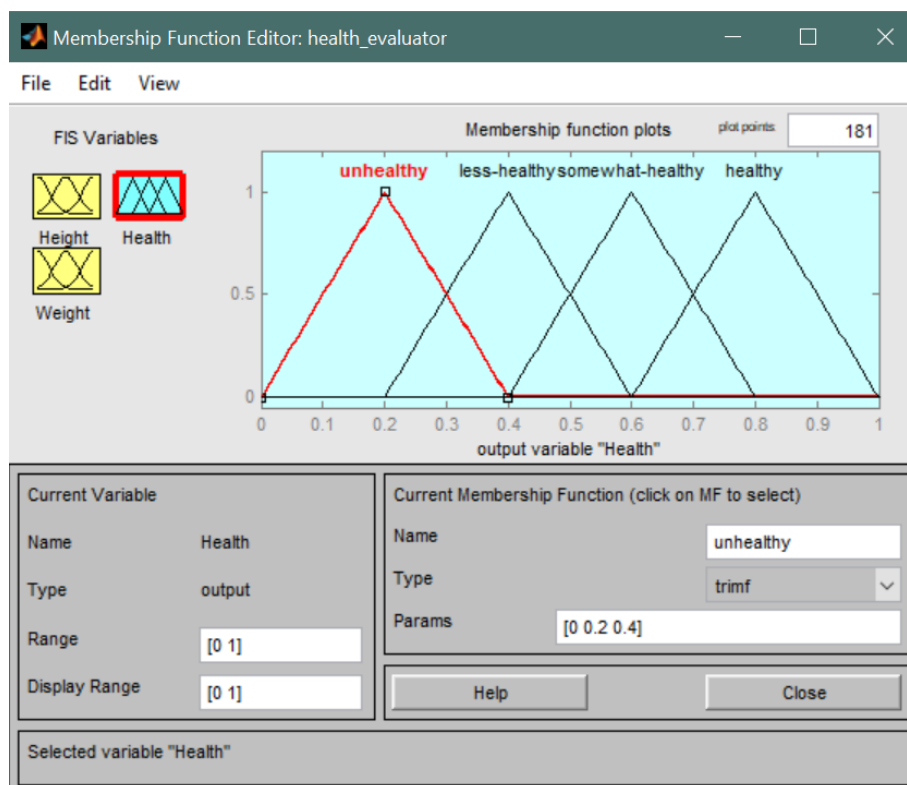 Membership Function Editor: health_evaluator
File Edit View
FIS Variables
Height Health
Weight
Membership function plots plot points: 181
unhealthy less-healthy somewhat-healthy healthy
1
0.5
0
0 0.1 0.2 0.3 0.4 0.5 0.6 0.7 0.8 0.9 1
output variable "Health"
Current Variable
Name Health
Type output
Range [0 1]
Display Range [0 1]
Current Membership Function (click on MF to select)
Name unhealthy
Type trimf
Params [0 0.2 0.4]
Help Close
Selected variable "Health"